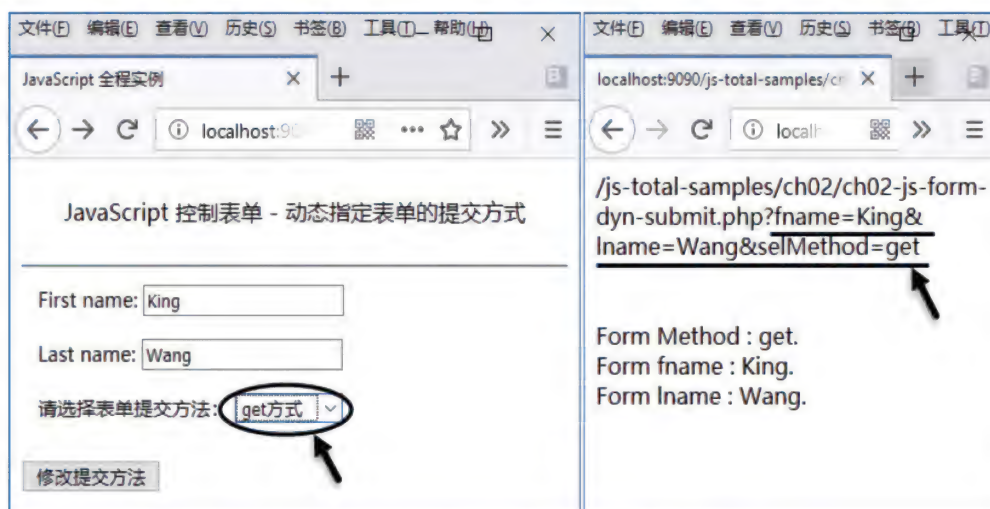 文件(F) 编辑(E) 查看(V) 历史(S) 书签(B) 工具(T) 帮助(H)
JavaScript 全程实例
localhost:9
JavaScript 控制表单 - 动态指定表单的提交方式
First name: King
Last name: Wang
请选择表单提交方法: get方式
修改提交方法
文件(F) 编辑(E) 查看(V) 历史(S) 书签(B) 工具(T)
localhost:9090/js-total-samples/c
local
/js-total-samples/ch02/ch02-js-form-
dyn-submit.php?fname=King&
lname=Wang&selMethod=get
Form Method : get.
Form fname : King.
Form lname : Wang.